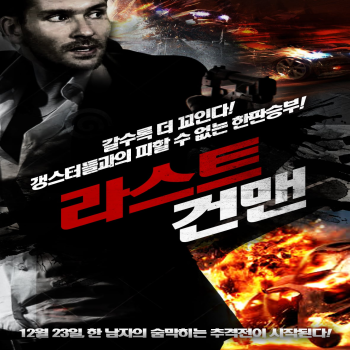 갈수록 더 꼬인다!
갱스터들과의 피할 수 없는 한판승부!
라스트
건맨
12월 23일, 한 남자의 숨막히는 추격전이 시작된다!